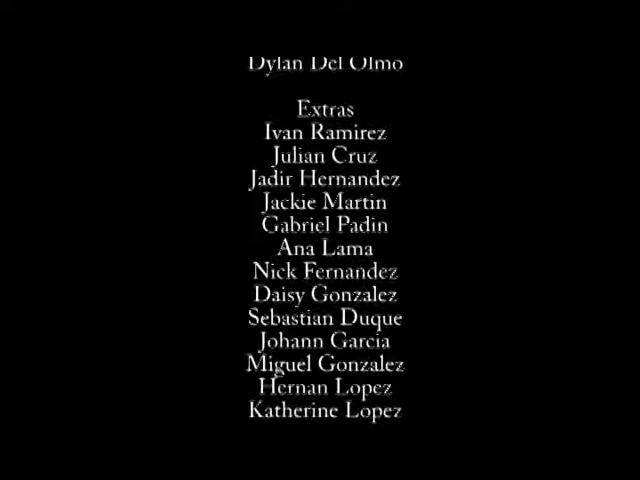 Dylan Del Olmo
Extras
Ivan Ramirez
Julian Cruz
Jadir Hernandez
Jackie Martin
Gabriel Padin
Ana Lama
Nick Fernandez
Daisy Gonzalez
Sebastian Duque
Johann Garcia
Miguel Gonzalez
Hernan Lopez
Katherine Lopez